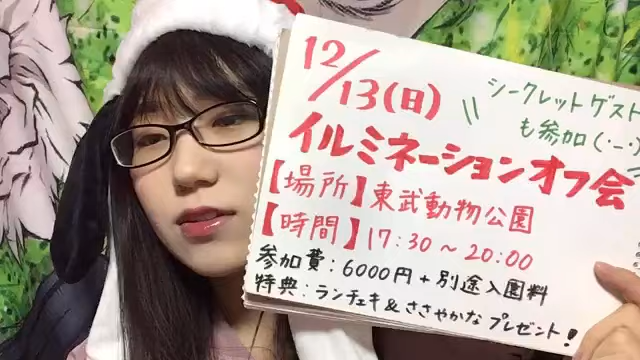 12/13(日)
シークレットゲスト
も参加(・ー・)
イルミネーションオフ会
【場所】東武動物公園
【時間】17:30~20:00
参加費:6000円+別途入園料
特典:ランチェキ&ささやかなプレゼント!